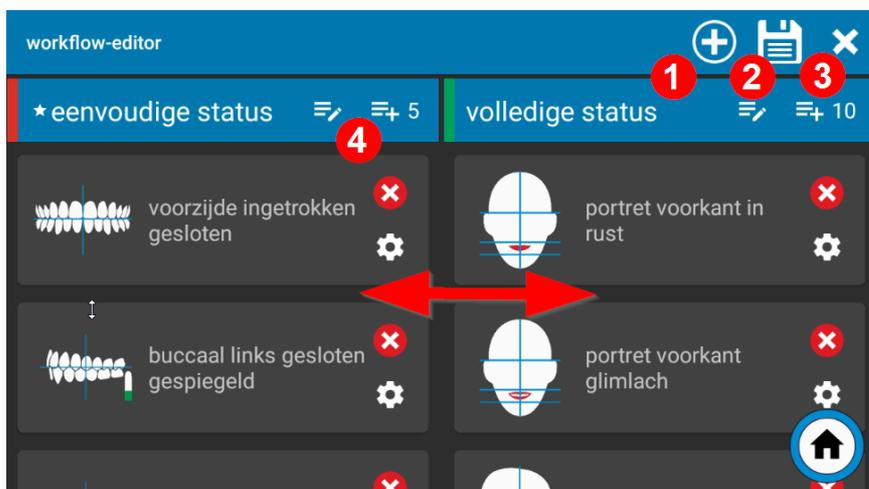 workflow-editor
1
2
3
eenvoudige status
5
volledige status
10
4
voorzijde ingetrokken
gesloten
portret voorkant in
rust
buccaal links gesloten
gespiegeld
portret voorkant
glimlach